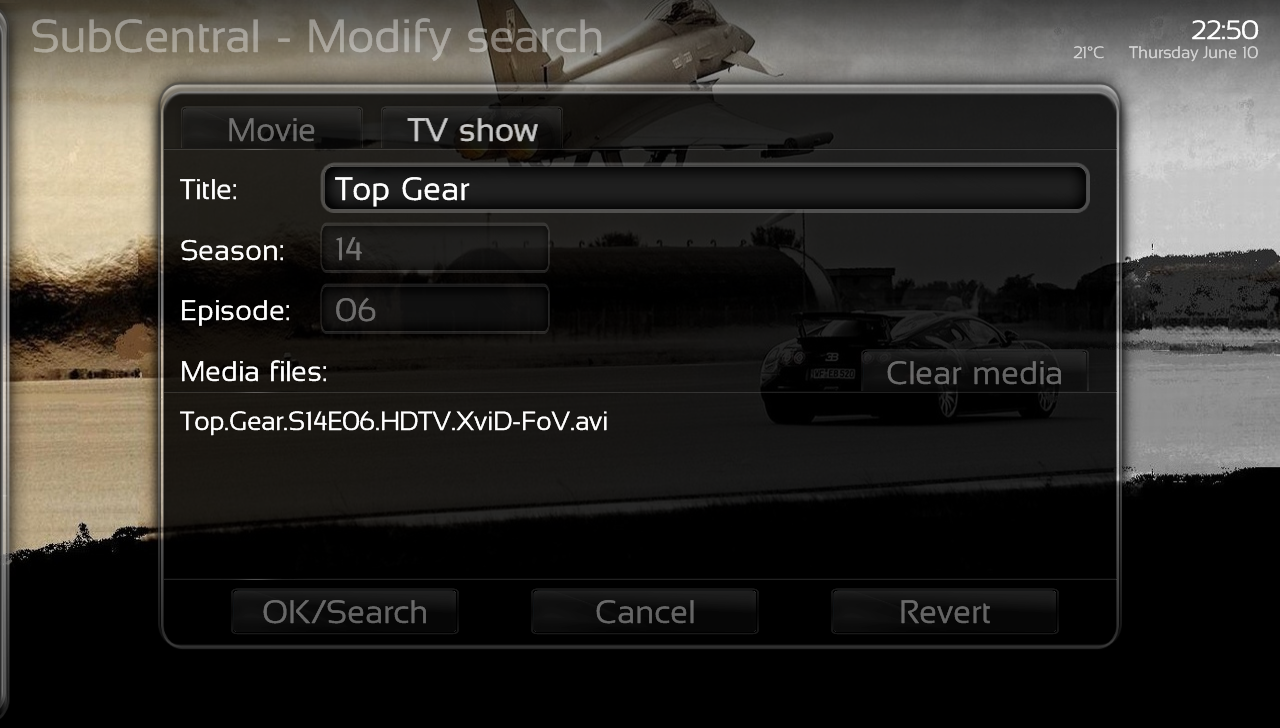 SubCentral - Modify search
22:50
21°C Thursday June 10
Movie TV show
Title: Top Gear
Season: 14
Episode: 06
Media files: Clear media
Top.Gear.S14E06.HDTV.XviD-FoV.avi
OK/Search Cancel Revert